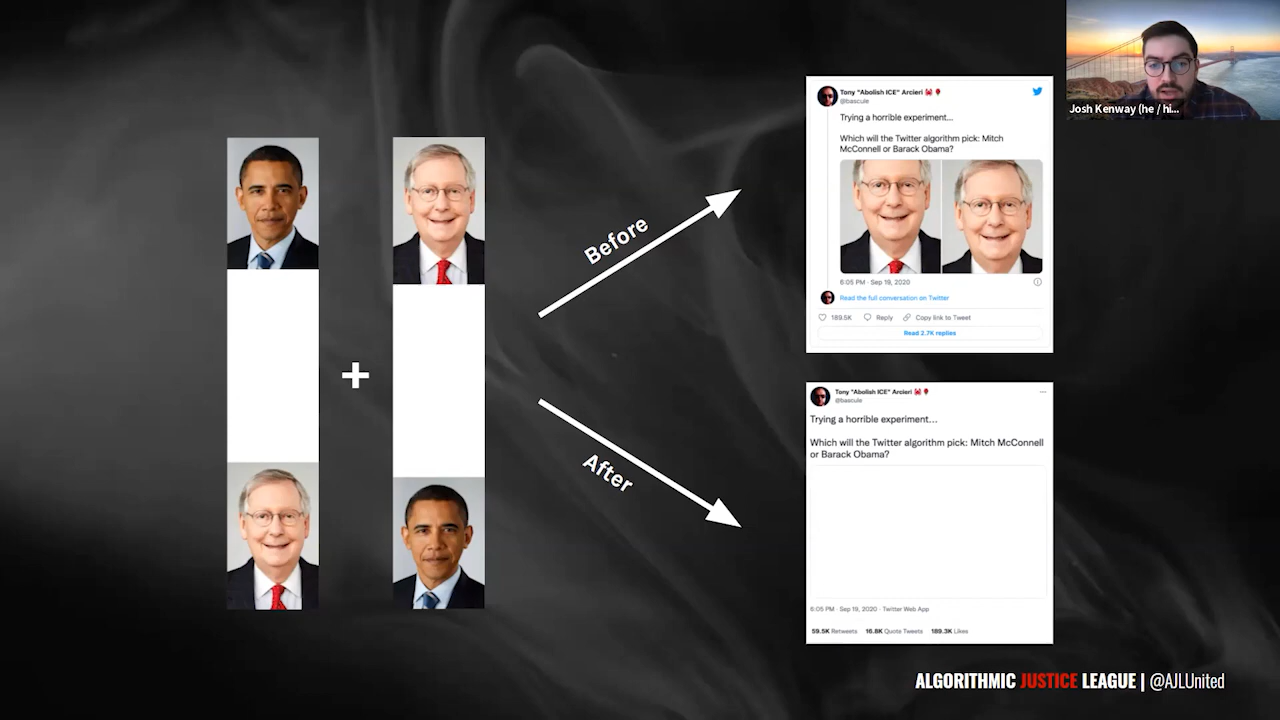 Josh Kenway (he / hi...
+
Before
After
Tony "Abolish ICE" Arcieri
@bascule
Trying a horrible experiment...
Which will the Twitter algorithm pick: Mitch
McConnell or Barack Obama?
6:05 PM · Sep 19, 2020
Read the full conversation on Twitter
189.5K Reply Copy link to Tweet
Read 2.7K replies
Tony "Abolish ICE" Arcieri
@bascule
Trying a horrible experiment...
Which will the Twitter algorithm pick: Mitch McConnell
or Barack Obama?
6:05 PM · Sep 19, 2020 · Twitter Web App
59.5K Retweets 16.8K Quote Tweets 189.3K Likes
ALGORITHMIC JUSTICE LEAGUE | @AJLUnited